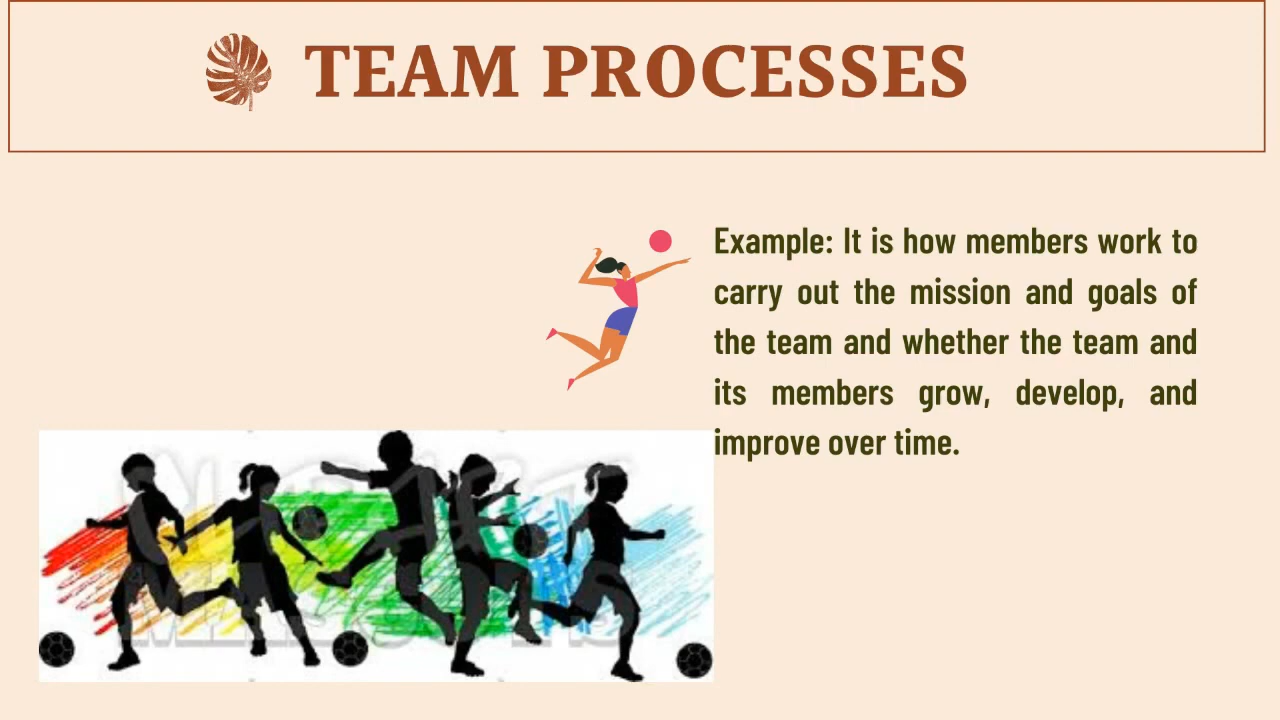 TEAM PROCESSES
Example: It is how members work to
carry out the mission and goals of
the team and whether the team and
its members grow, develop, and
improve over time.